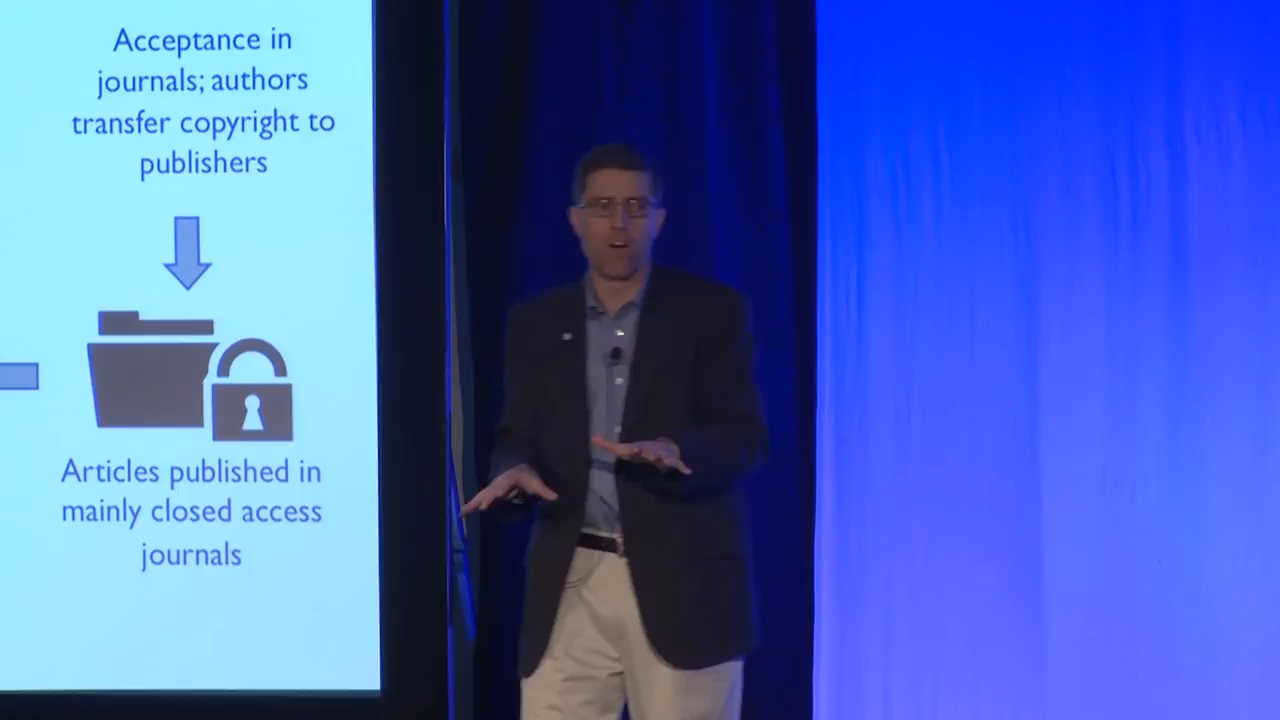 Acceptance in
journals; authors
transfer copyright to
publishers
Articles published in
mainly closed access
journals